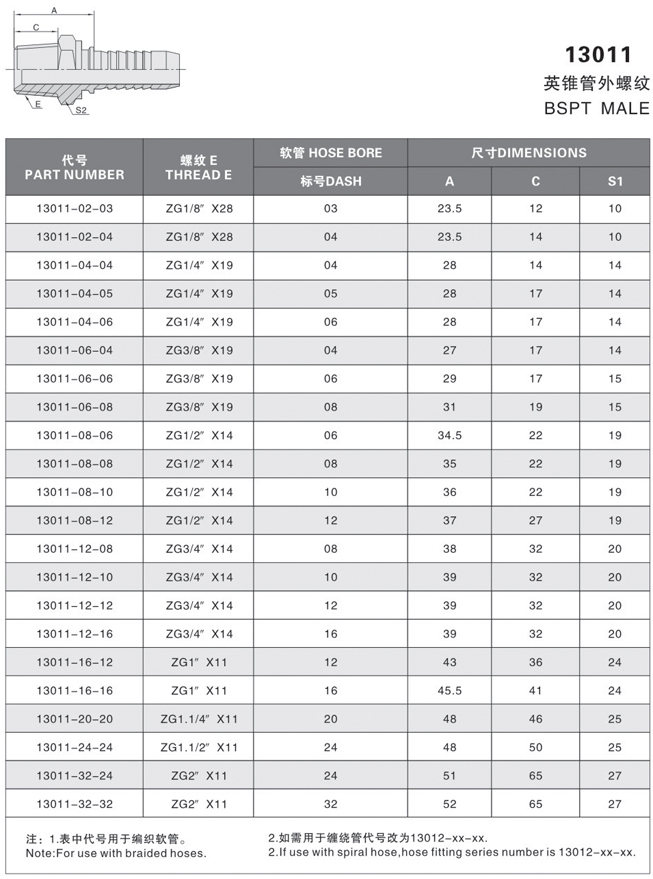 A
C
E
S2
13011
英锥管外螺纹
BSPT MALE
代号 螺纹 E 软管 HOSE BORE 尺寸DIMENSIONS
PART NUMBER THREAD E 标号DASH A C S1
13011-02-03 ZG1/8″ X28 03 23.5 12 10
13011-02-04 ZG1/8″ X28 04 23.5 14 10
13011-04-04 ZG1/4″ X19 04 28 14 14
13011-04-05 ZG1/4″ X19 05 28 17 14
13011-04-06 ZG1/4″ X19 06 28 17 14
13011-06-04 ZG3/8″ X19 04 27 17 14
13011-06-06 ZG3/8″ X19 06 29 17 15
13011-06-08 ZG3/8″ X19 08 31 19 15
13011-08-06 ZG1/2″ X14 06 34.5 22 19
13011-08-08 ZG1/2″ X14 08 35 22 19
13011-08-10 ZG1/2″ X14 10 36 22 19
13011-08-12 ZG1/2″ X14 12 37 27 19
13011-12-08 ZG3/4″ X14 08 38 32 20
13011-12-10 ZG3/4″ X14 10 39 32 20
13011-12-12 ZG3/4″ X14 12 39 32 20
13011-12-16 ZG3/4″ X14 16 39 32 20
13011-16-12 ZG1″ X11 12 43 36 24
13011-16-16 ZG1″ X11 16 45.5 41 24
13011-20-20 ZG1.1/4″ X11 20 48 46 25
13011-24-24 ZG1.1/2″ X11 24 48 50 25
13011-32-24 ZG2″ X11 24 51 65 27
13011-32-32 ZG2″ X11 32 52 65 27
注：1.表中代号用于编织软管。 2.如需用于缠绕管代号改为13012-xx-xx.
Note:For use with braided hoses. 2.If use with spiral hose,hose fitting series number is 13012-xx-xx.